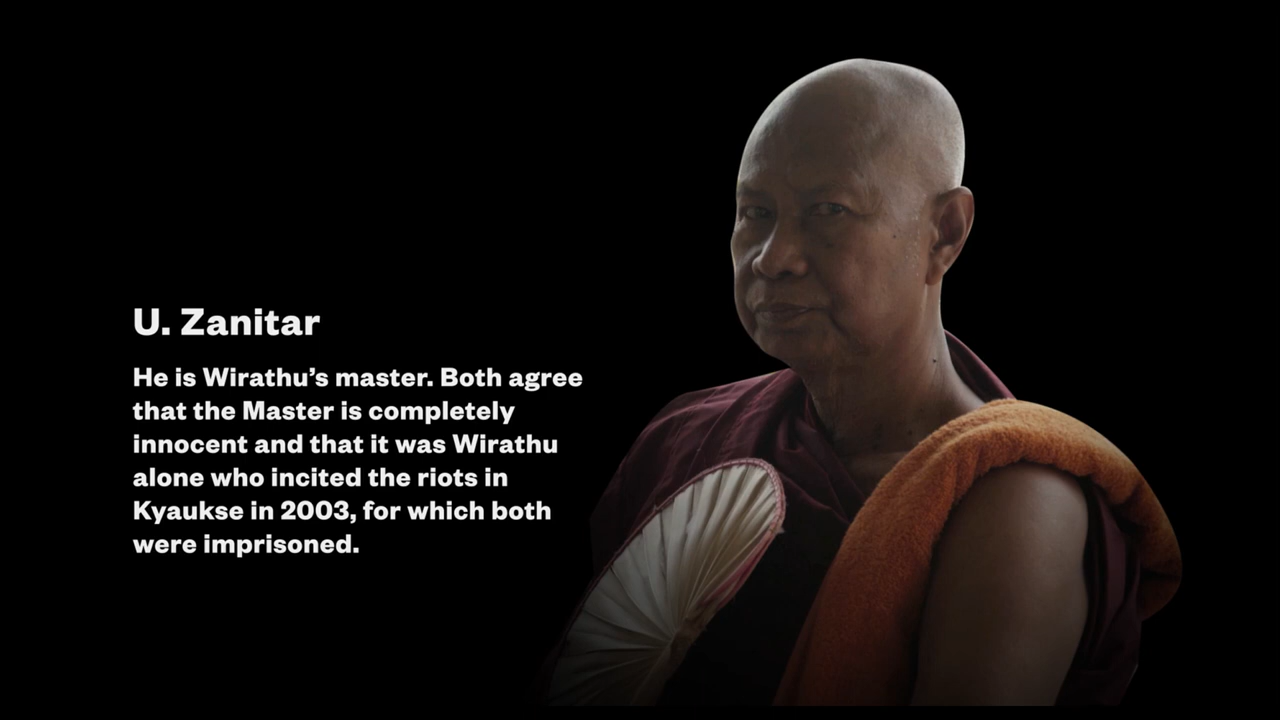 U. Zanitar
He is Wirathu’s master. Both agree
that the Master is completely
innocent and that it was Wirathu
alone who incited the riots in
Kyaukse in 2003, for which both
were imprisoned.